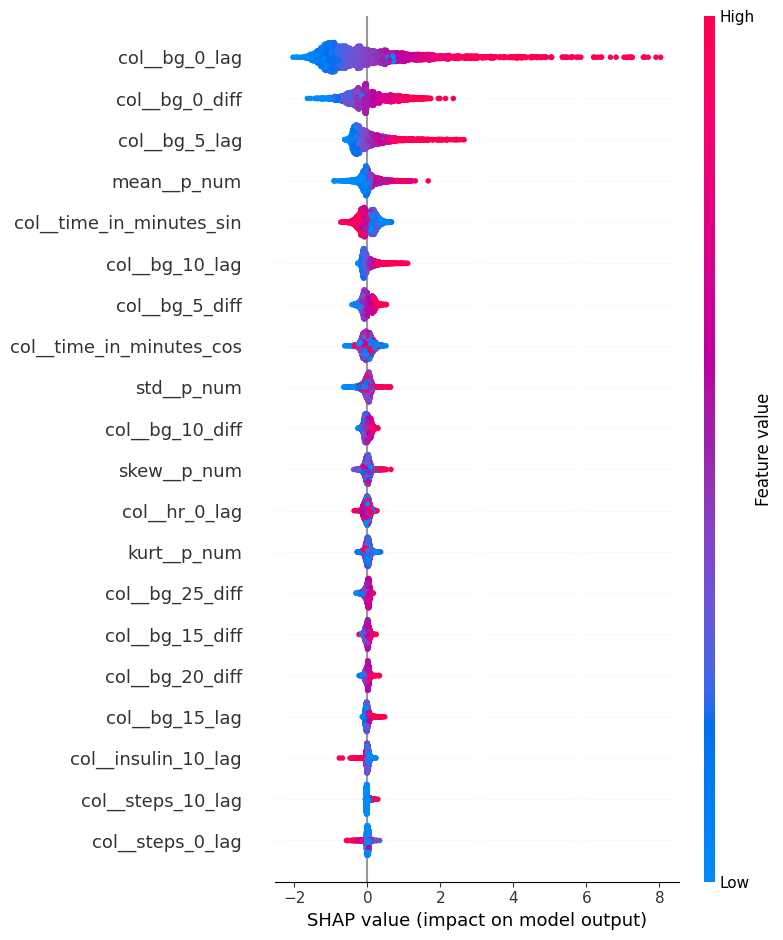 High
col__bg_0_lag
col__bg_0_diff
col__bg_5_lag
mean__p_num
col__time_in_minutes_sin
col__bg_10_lag
col__bg_5_diff
col__time_in_minutes_cos
std__p_num
col__bg_10_diff
skew__p_num
col__hr_0_lag
kurt__p_num
col__bg_25_diff
col__bg_15_diff
col__bg_20_diff
col__bg_15_lag
col__insulin_10_lag
col__steps_10_lag
col__steps_0_lag
Feature value
Low
−2 0 2 4 6 8
SHAP value (impact on model output)